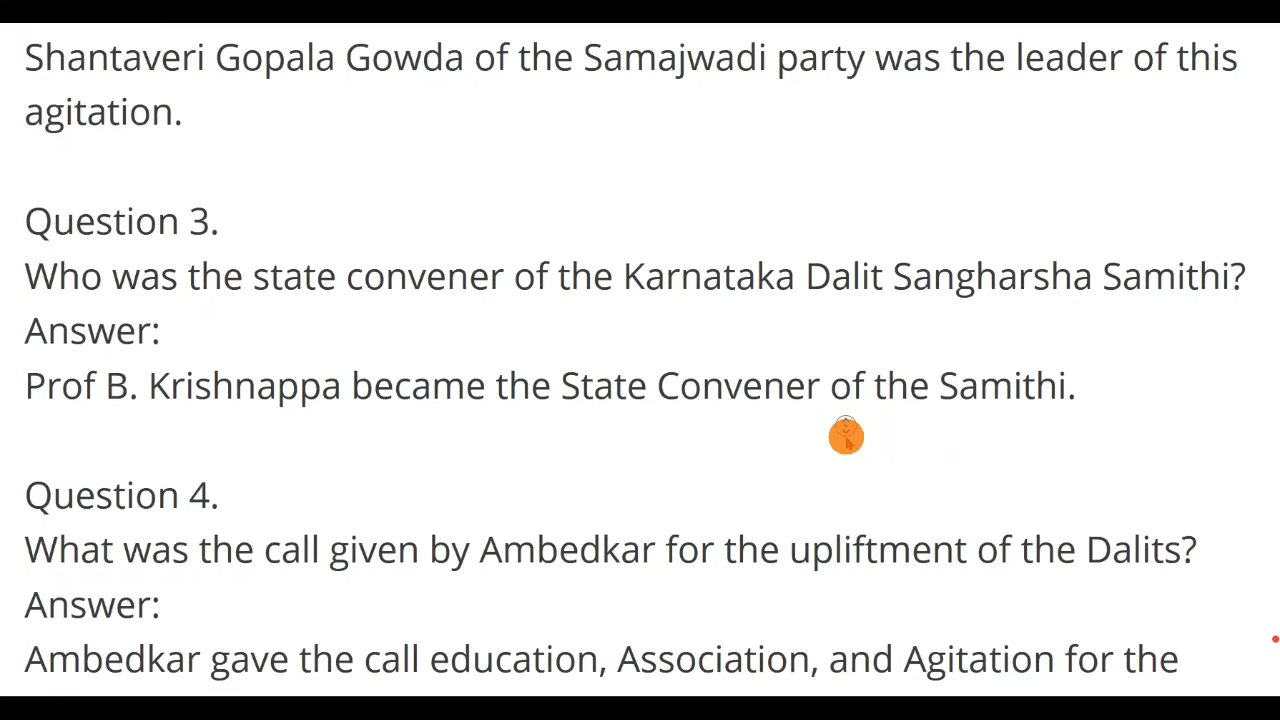 Shantaveri Gopala Gowda of the Samajwadi party was the leader of this
agitation.
Question 3.
Who was the state convener of the Karnataka Dalit Sangharsha Samithi?
Answer:
Prof B. Krishnappa became the State Convener of the Samithi.
Question 4.
What was the call given by Ambedkar for the upliftment of the Dalits?
Answer:
Ambedkar gave the call education, Association, and Agitation for the